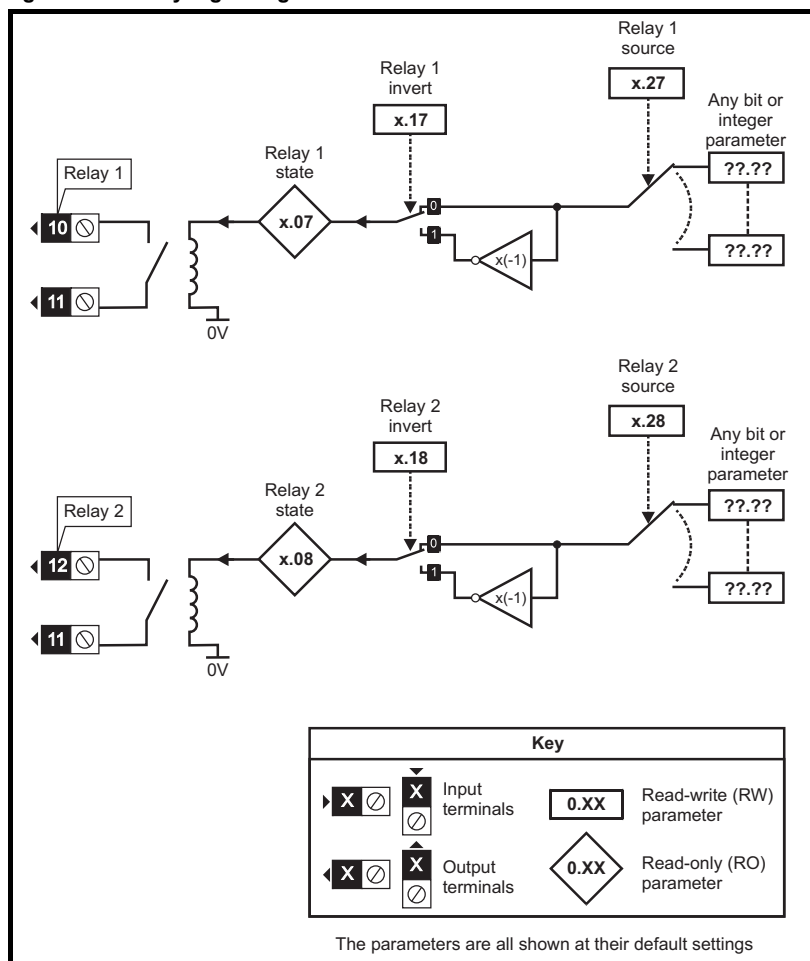 Relay 1
source
x.27
Relay 1
invert
x.17
Any bit or
integer
parameter
??.??
??.??
Relay 1
state
x.07
Relay 1
10
11
0
1
x(-1)
0V
Relay 2
source
x.28
Relay 2
invert
x.18
Any bit or
integer
parameter
??.??
??.??
Relay 2
state
x.08
Relay 2
12
11
0
1
x(-1)
0V
Key
X
X
Input
terminals
0.XX
Read-write (RW)
parameter
X
X
Output
terminals
0.XX
Read-only (RO)
parameter
The parameters are all shown at their default settings